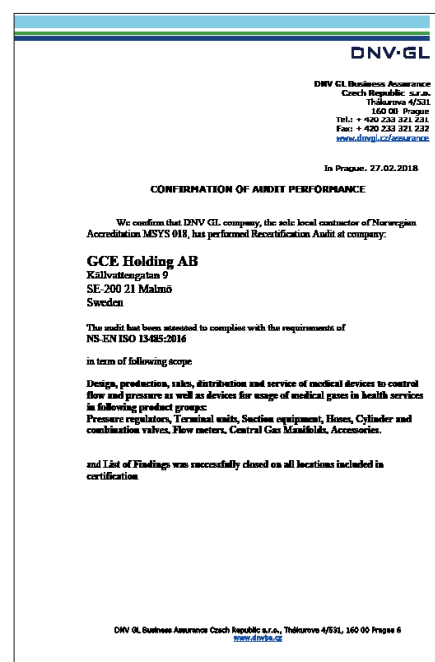 DNV·GL
DNV GL Business Assurance
Czech Republic s.r.o.
Thákurova 4/531
160 00 Prague
Tel.: + 420 233 321 231
Fax: + 420 233 321 232
www.dnvgl.cz/assurance
In Prague. 27.02.2018
CONFIRMATION OF AUDIT PERFORMANCE
We confirm that DNV GL company, the sole local contractor of Norwegian
Accreditation MSYS 018, has performed Recertification Audit at company:
GCE Holding AB
Källvattengatan 9
SE-200 21 Malmö
Sweden
The audit has been attested to complies with the requirements of
NS-EN ISO 13485:2016
in term of following scope
Design, production, sales, distribution and service of medical devices to control
flow and pressure as well as devices for usage of medical gases in health services
in following product groups:
Pressure regulators, Terminal units, Suction equipment, Hoses, Cylinder and
combination valves, Flow meters, Central Gas Manifolds, Accessories.
and List of Findings was successfully closed on all locations included in
certification
DNV GL Business Assurance Czech Republic s.r.o., Thákurova 4/531, 160 00 Prague 6
www.dnvba.cz